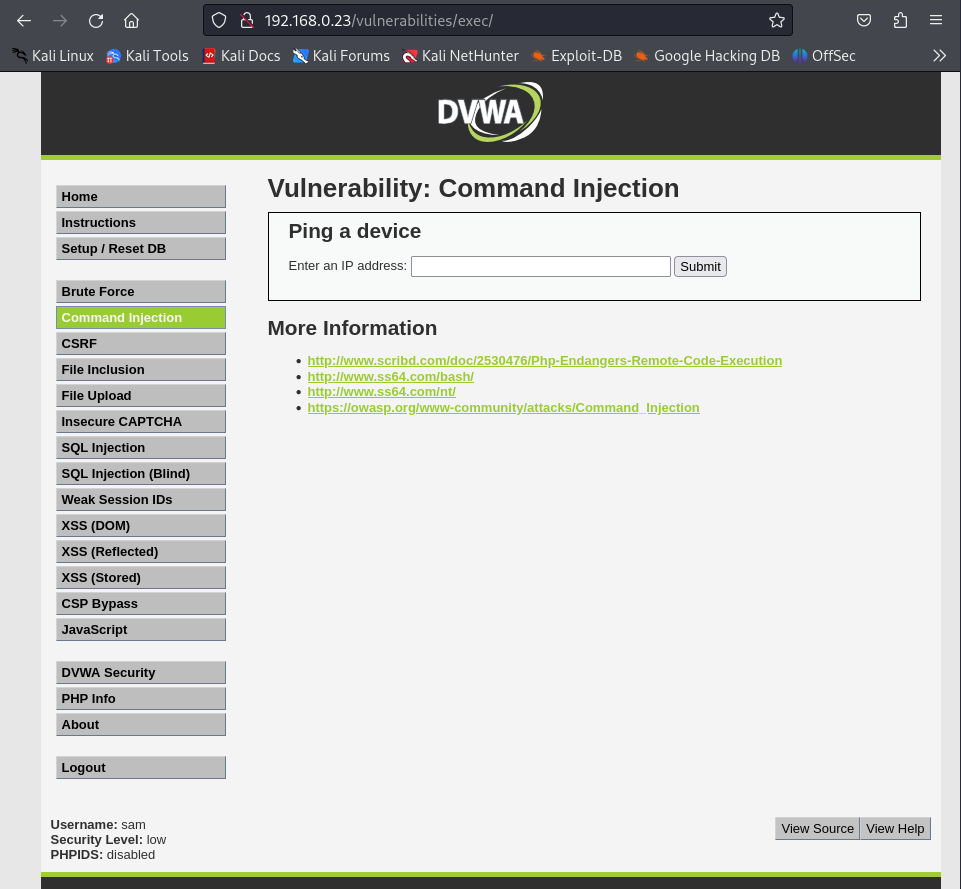 192.168.0.23/vulnerabilities/exec/
Kali Linux Kali Tools Kali Docs Kali Forums Kali NetHunter Exploit-DB Google Hacking DB OffSec
DVWA
Home
Instructions
Setup / Reset DB
Brute Force
Command Injection
CSRF
File Inclusion
File Upload
Insecure CAPTCHA
SQL Injection
SQL Injection (Blind)
Weak Session IDs
XSS (DOM)
XSS (Reflected)
XSS (Stored)
CSP Bypass
JavaScript
DVWA Security
PHP Info
About
Logout
Vulnerability: Command Injection
Ping a device
Enter an IP address: Submit
More Information
http://www.scribd.com/doc/2530476/Php-Endangers-Remote-Code-Execution
http://www.ss64.com/bash/
http://www.ss64.com/nt/
https://owasp.org/www-community/attacks/Command_Injection
Username: sam
Security Level: low
PHPIDS: disabled
View Source View Help